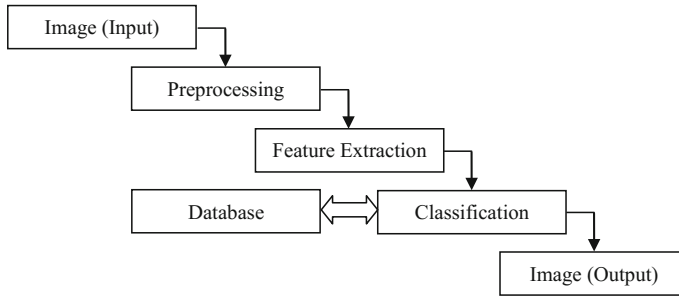 Image (Input)
Preprocessing
Feature Extraction
Database
Classification
Image (Output)